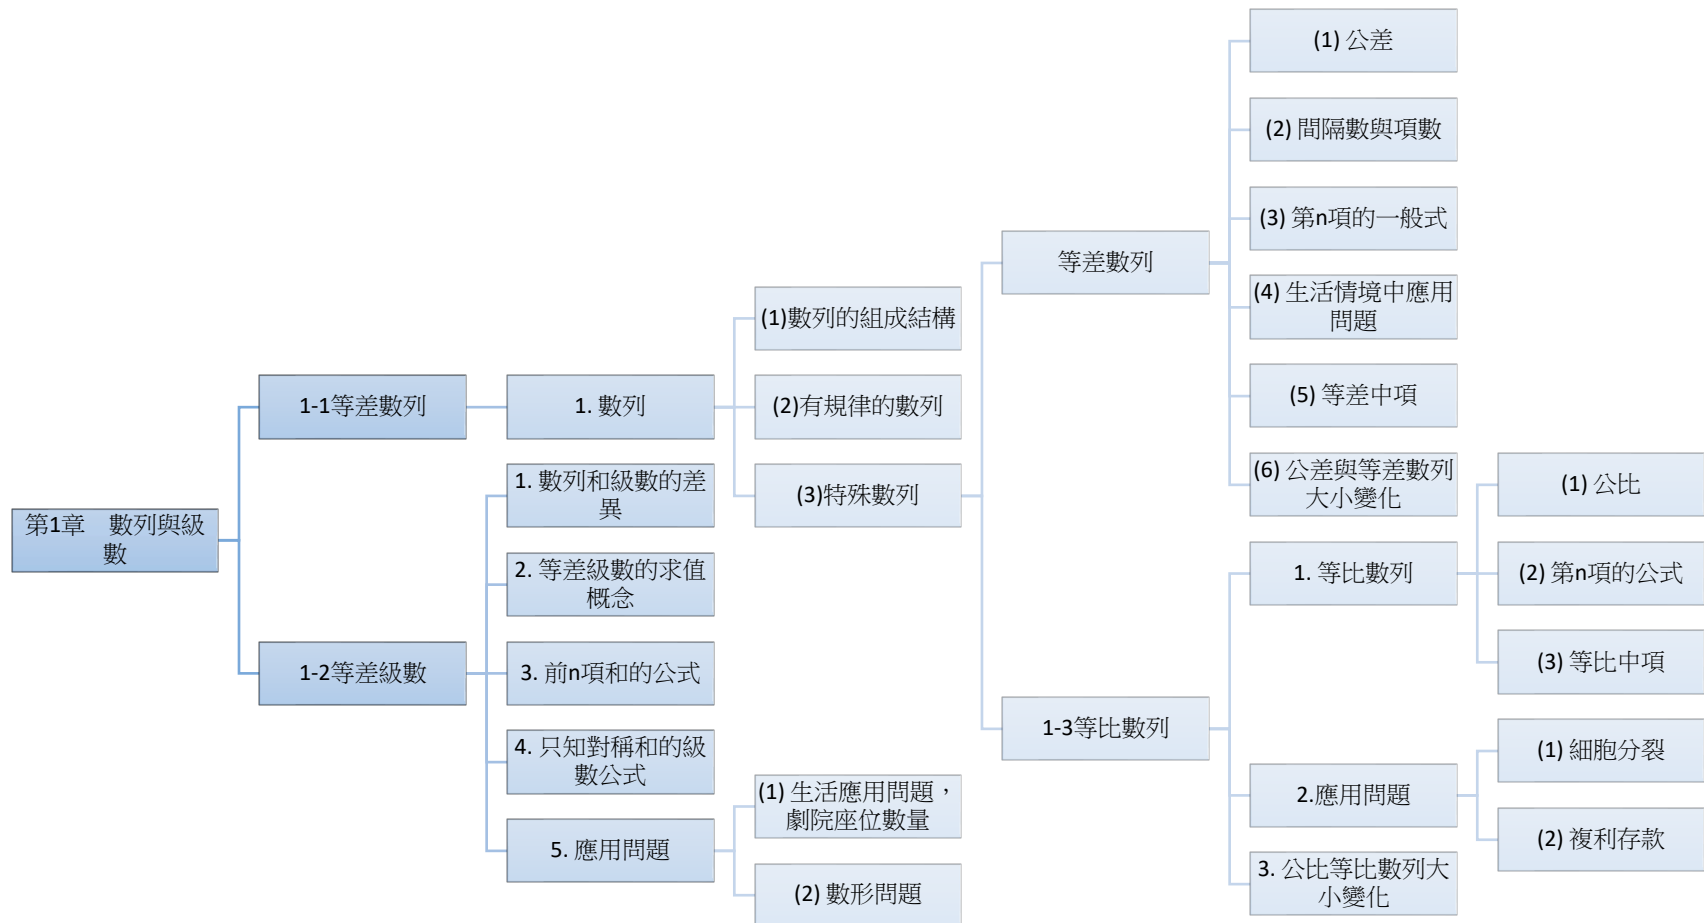 第1章　數列與級
數
1-1等差數列
1. 數列
(1)數列的組成結構
(2)有規律的數列
(3)特殊數列
等差數列
(1) 公差
(2) 間隔數與項數
(3) 第n項的一般式
(4) 生活情境中應用
問題
(5) 等差中項
(6) 公差與等差數列
大小變化
1-3等比數列
1. 等比數列
(1) 公比
(2) 第n項的公式
(3) 等比中項
2.應用問題
(1) 細胞分裂
(2) 複利存款
3. 公比等比數列大
小變化
1-2等差級數
1. 數列和級數的差
異
2. 等差級數的求值
概念
3. 前n項和的公式
4. 只知對稱和的級
數公式
5. 應用問題
(1) 生活應用問題，
劇院座位數量
(2) 數形問題